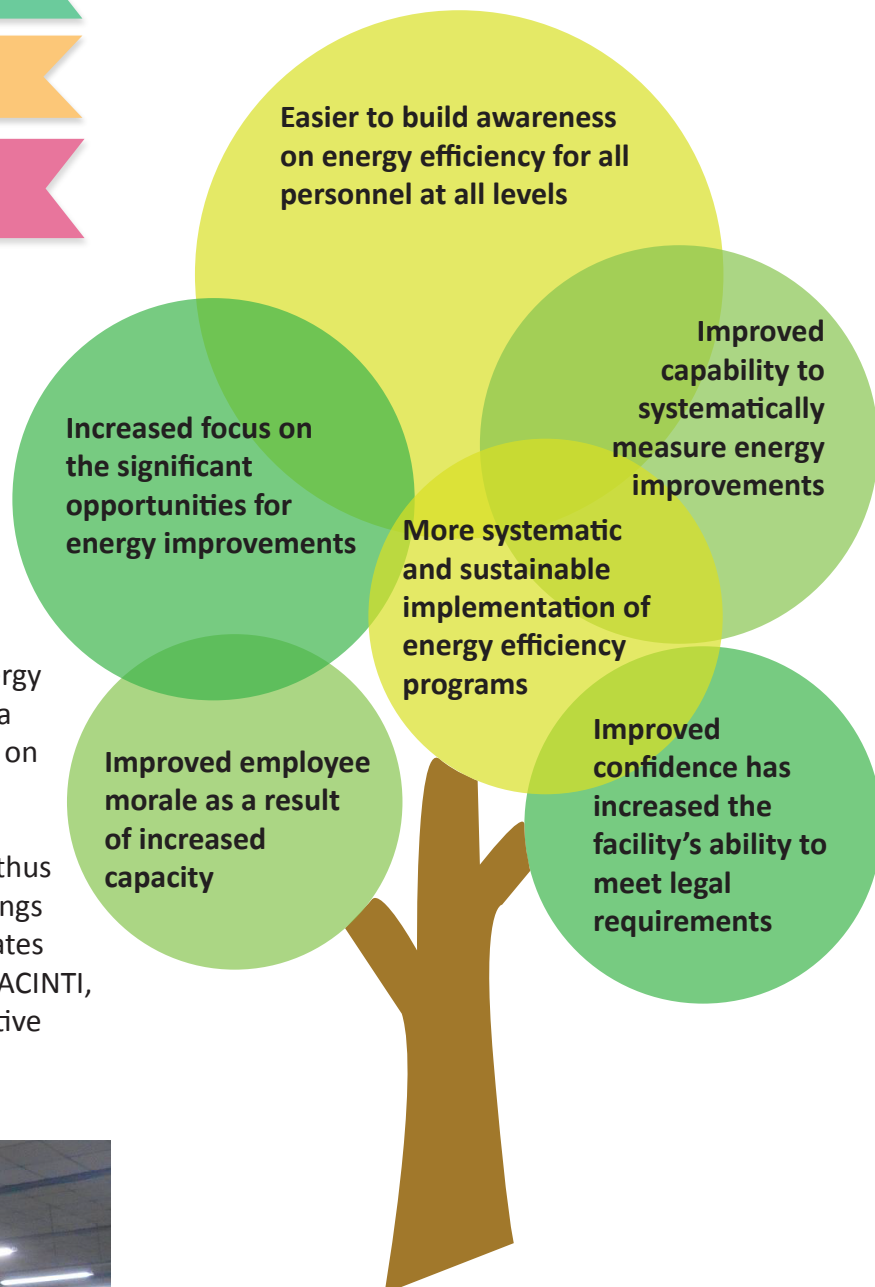 Easier to build awareness
on energy efficiency for all
personnel at all levels
Improved
capability to
systematically
measure energy
improvements
Increased focus on
the significant
opportunities for
energy improvements
More systematic
and sustainable
implementation of
energy efficiency
programs
Improved employee
morale as a result
of increased
capacity
Improved
confidence has
increased the
facility’s ability to
meet legal
requirements
a
on
thus
ACINTI,